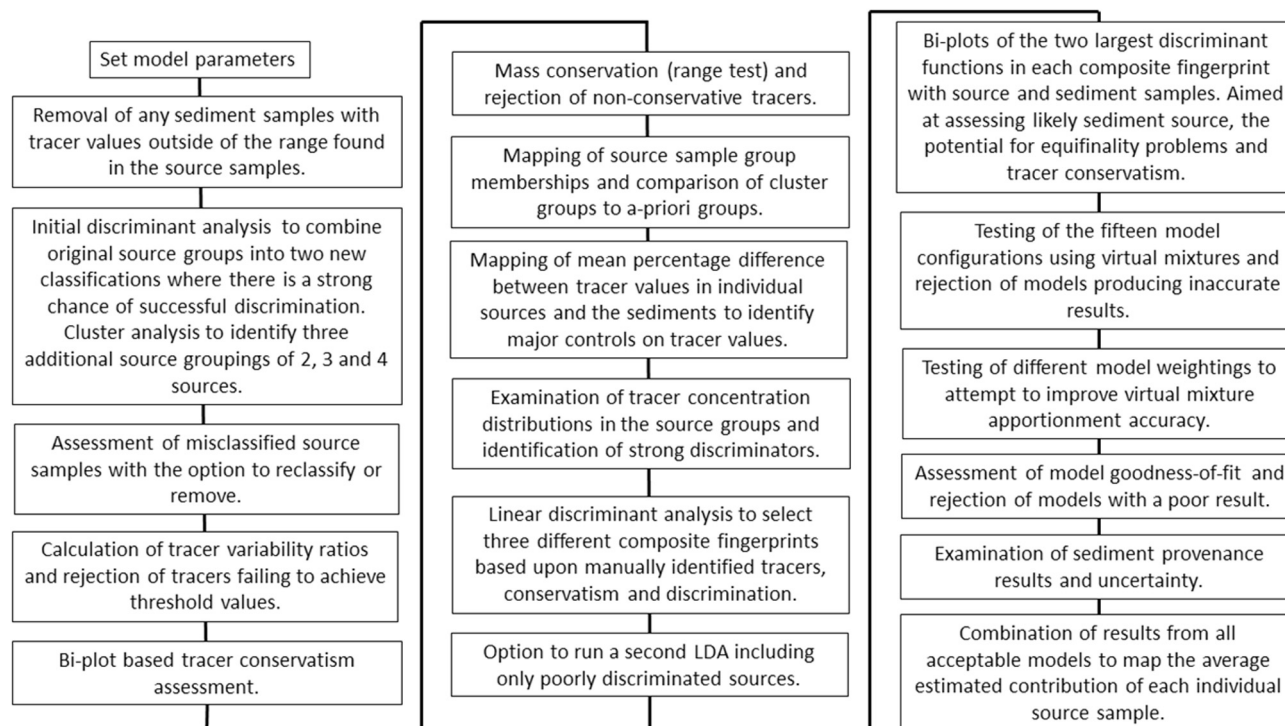 Set model parameters
Removal of any sediment samples with
tracer values outside of the range found
in the source samples.
Initial discriminant analysis to combine
original source groups into two new
classifications where there is a strong
chance of successful discrimination.
Cluster analysis to identify three
additional source groupings of 2, 3 and 4
sources.
Assessment of misclassified source
samples with the option to reclassify or
remove.
Calculation of tracer variability ratios
and rejection of tracers failing to achieve
threshold values.
Bi-plot based tracer conservatism
assessment.
Mass conservation (range test) and
rejection of non-conservative tracers.
Mapping of source sample group
memberships and comparison of cluster
groups to a-priori groups.
Mapping of mean percentage difference
between tracer values in individual
sources and the sediments to identify
major controls on tracer values.
Examination of tracer concentration
distributions in the source groups and
identification of strong discriminators.
Linear discriminant analysis to select
three different composite fingerprints
based upon manually identified tracers,
conservatism and discrimination.
Option to run a second LDA including
only poorly discriminated sources.
Bi-plots of the two largest discriminant
functions in each composite fingerprint
with source and sediment samples. Aimed
at assessing likely sediment source, the
potential for equifinality problems and
tracer conservatism.
Testing of the fifteen model
configurations using virtual mixtures and
rejection of models producing inaccurate
results.
Testing of different model weightings to
attempt to improve virtual mixture
apportionment accuracy.
Assessment of model goodness-of-fit and
rejection of models with a poor result.
Examination of sediment provenance
results and uncertainty.
Combination of results from all
acceptable models to map the average
estimated contribution of each individual
source sample.